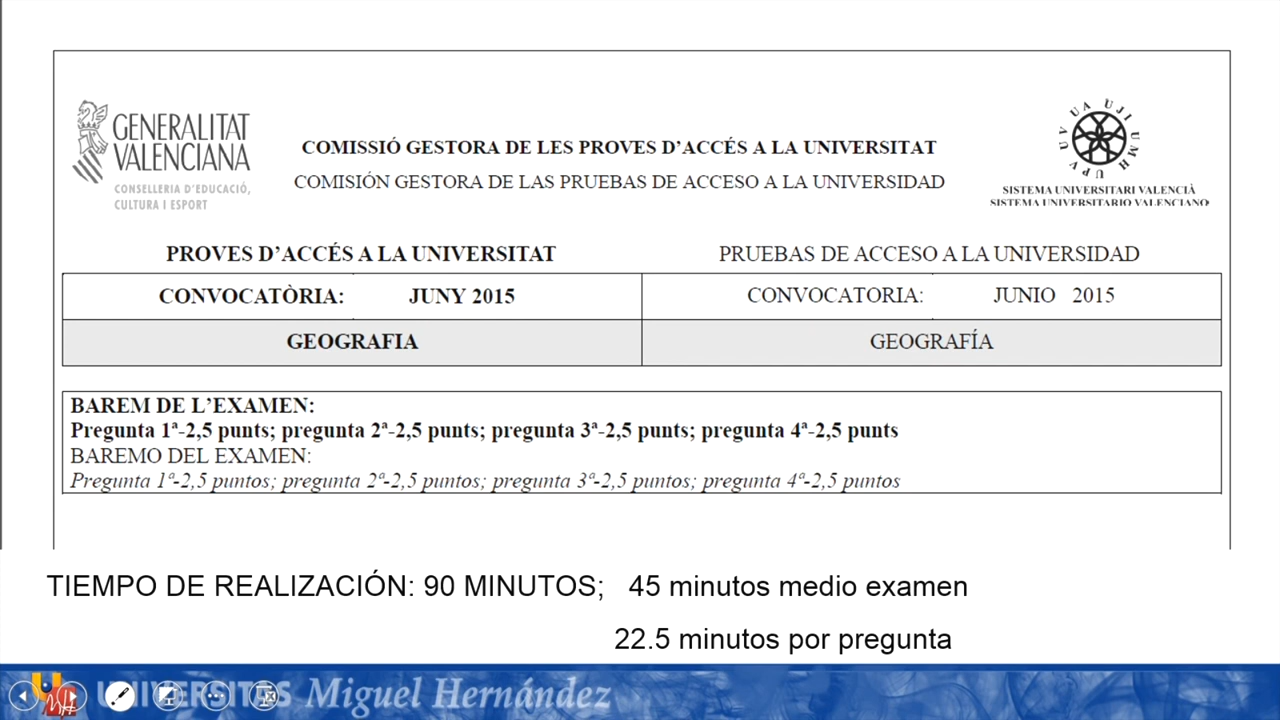 GENERALITAT
VALENCIANA
CONSELLERIA D'EDUCACIÓ,
CULTURA I ESPORT
COMISSIÓ GESTORA DE LES PROVES D'ACCÉS A LA UNIVERSITAT
COMISIÓN GESTORA DE LAS PRUEBAS DE ACCESO A LA UNIVERSIDAD
UPV UV UA UJI UMH
SISTEMA UNIVERSITARI VALENCIÀ
SISTEMA UNIVERSITARIO VALENCIANO
PROVES D'ACCÉS A LA UNIVERSITAT
PRUEBAS DE ACCESO A LA UNIVERSIDAD
CONVOCATÒRIA: JUNY 2015
CONVOCATORIA: JUNIO 2015
GEOGRAFIA
GEOGRAFÍA
BAREM DE L'EXAMEN:
Pregunta 1ª-2,5 punts; pregunta 2ª-2,5 punts; pregunta 3ª-2,5 punts; pregunta 4ª-2,5 punts
BAREMO DEL EXAMEN:
Pregunta 1ª-2,5 puntos; pregunta 2ª-2,5 puntos; pregunta 3ª-2,5 puntos; pregunta 4ª-2,5 puntos
TIEMPO DE REALIZACIÓN: 90 MINUTOS; 45 minutos medio examen
22.5 minutos por pregunta
Miguel Hernández